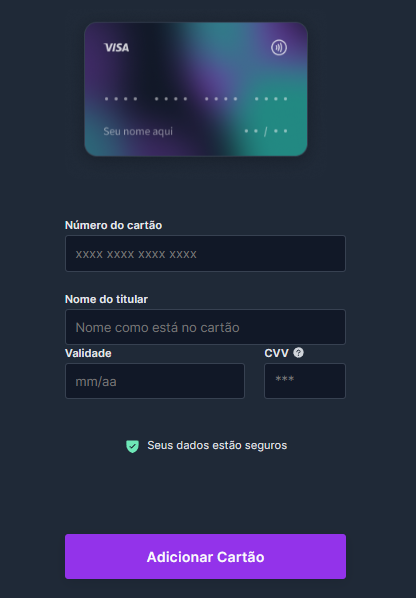 VISA
•••• •••• •••• ••••
Seu nome aqui ••/••
Número do cartão
xxxx xxxx xxxx xxxx
Nome do titular
Nome como está no cartão
Validade CVV ?
mm/aa ***
Seus dados estão seguros
Adicionar Cartão